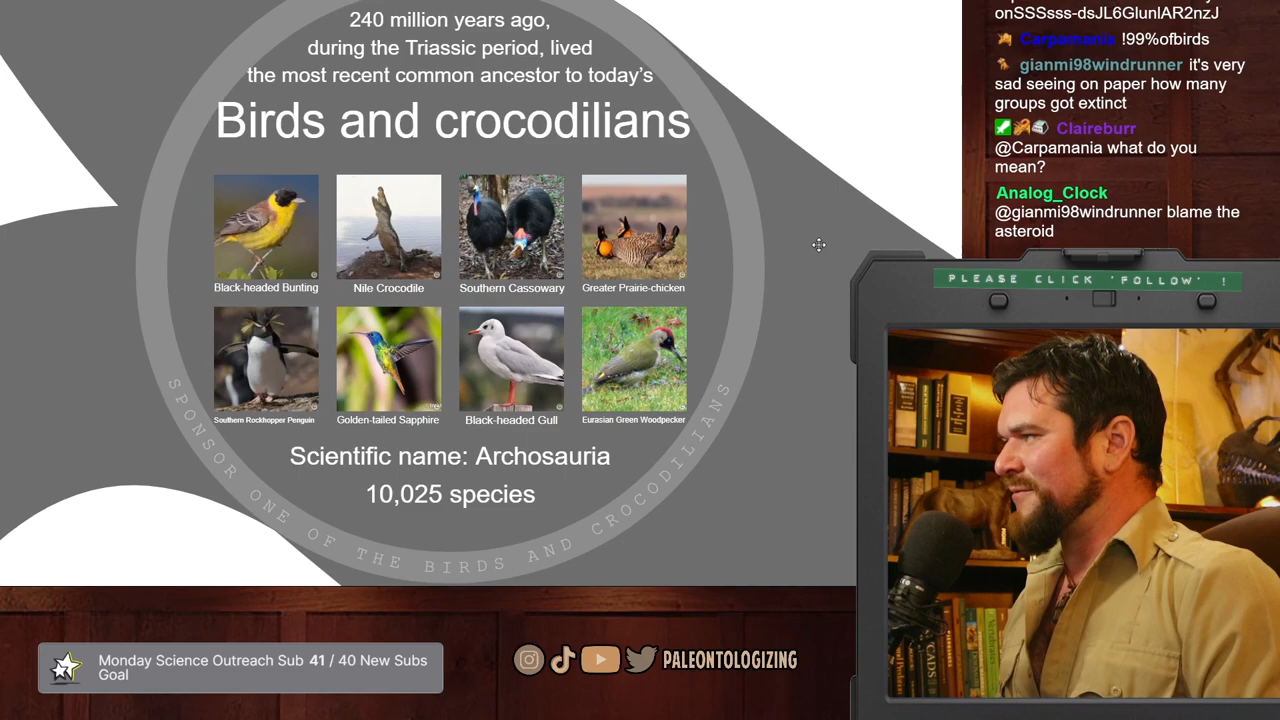 240 million years ago,
during the Triassic period, lived
the most recent common ancestor to today's
Birds and crocodilians
Black-headed Bunting
Nile Crocodile
Southern Cassowary
Greater Prairie-chicken
Southern Rockhopper Penguin
Golden-tailed Sapphire
Black-headed Gull
Eurasian Green Woodpecker
Scientific name: Archosauria
10,025 species
SPONSOR ONE OF THE BIRDS AND CROCODILIANS
onSSSsss-dsJL6GlunlAR2nzJ
Carpamania !99%ofbirds
gianmi98windrunner it's very
sad seeing on paper how many
groups got extinct
Claireburr
@Carpamania what do you
mean?
Analog_Clock
@gianmi98windrunner blame the
asteroid
PLEASE CLICK 'FOLLOW' !
Monday Science Outreach Sub 41 / 40 New Subs
Goal
PALEONTOLOGIZING